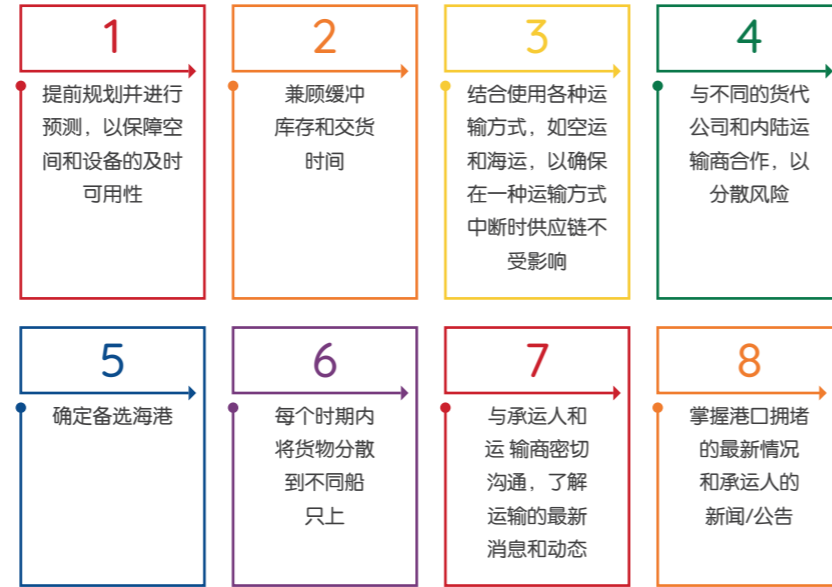 1
提前规划并进行
预测，以保障空
间和设备的及时
可用性
2
兼顾缓冲
库存和交货
时间
3
结合使用各种运
输方式，如空运
和海运，以确保
在一种运输方式
中断时供应链不
受影响
4
与不同的货代
公司和内陆运
输商合作，以
分散风险
5
确定备选海港
6
每个时期内
将货物分散
到不同船
只上
7
与承运人和
运 输商密切
沟通，了解
运输的最新
消息和动态
8
掌握港口拥堵
的最新情况
和承运人的
新闻/公告